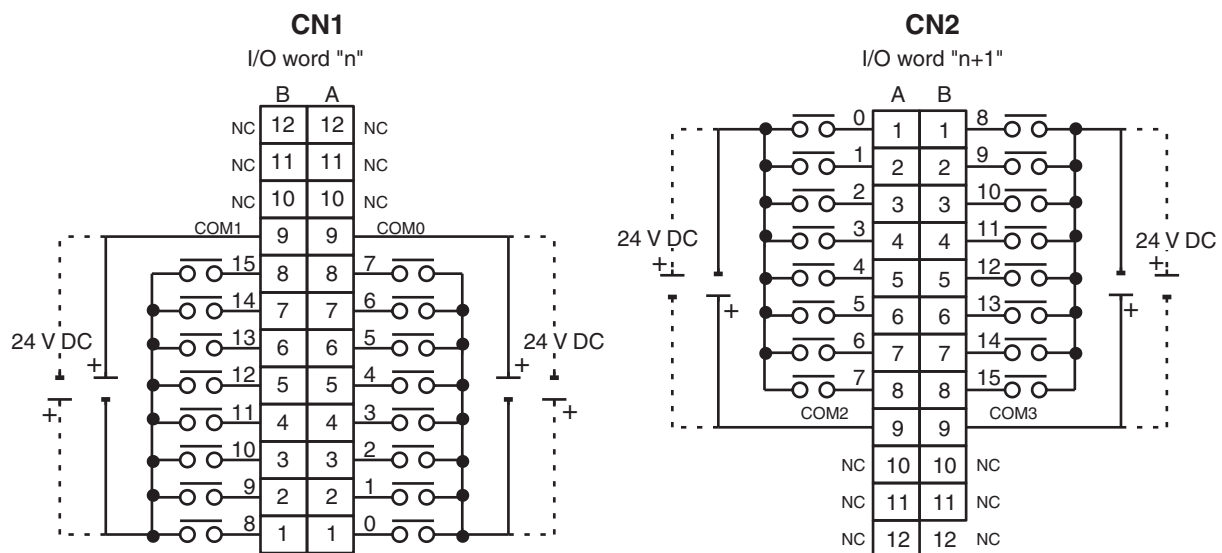 CN1
I/O word "n"
B A
NC 12 12 NC
NC 11 11 NC
NC 10 10 NC
COM1 9 9 COM0
15 8 8 7
14 7 7 6
13 6 6 5
12 5 5 4
11 4 4 3
10 3 3 2
9 2 2 1
8 1 1 0
24 V DC
+
+
24 V DC
+
+
CN2
I/O word "n+1"
A B
0 1 1 8
1 2 2 9
2 3 3 10
3 4 4 11
4 5 5 12
5 6 6 13
6 7 7 14
7 8 8 15
COM2 9 9 COM3
NC 10 10 NC
NC 11 11 NC
NC 12 12 NC
24 V DC
+
+
24 V DC
+
+